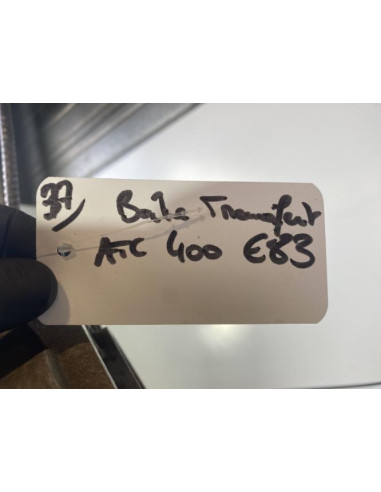 37) Boite Transfert
ATC 400 E83